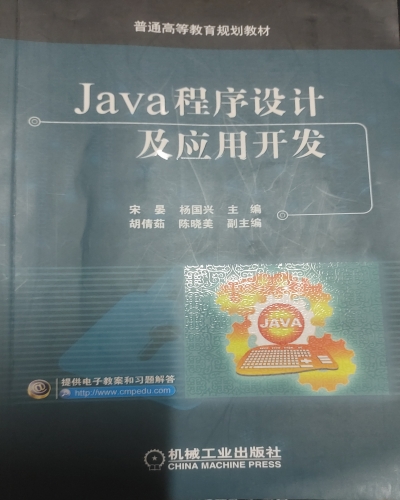 普通高等教育规划教材
Java程序设计
及应用开发
宋 晏 杨国兴 主 编
胡倩茹 陈晓美 副主编
JAVA
提供电子教案和习题解答
http://www.cmpedu.com
机械工业出版社
CHINA MACHINE PRESS